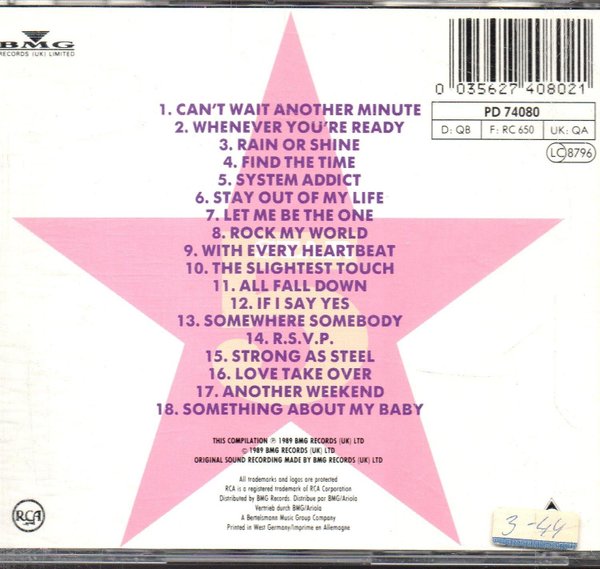 BMG
RECORDS (UK) LIMITED
0 035627 408021
PD 74080
D: QB F: RC 650 UK: QA
LC 8796
1. CAN'T WAIT ANOTHER MINUTE
2. WHENEVER YOU'RE READY
3. RAIN OR SHINE
4. FIND THE TIME
5. SYSTEM ADDICT
6. STAY OUT OF MY LIFE
7. LET ME BE THE ONE
8. ROCK MY WORLD
9. WITH EVERY HEARTBEAT
10. THE SLIGHTEST TOUCH
11. ALL FALL DOWN
12. IF I SAY YES
13. SOMEWHERE SOMEBODY
14. R.S.V.P.
15. STRONG AS STEEL
16. LOVE TAKE OVER
17. ANOTHER WEEKEND
18. SOMETHING ABOUT MY BABY
5
THIS COMPILATION ℗ 1989 BMG RECORDS (UK) LTD
© 1989 BMG RECORDS (UK) LTD
ORIGINAL SOUND RECORDING MADE BY BMG RECORDS (UK) LTD
All trademarks and logos are protected
RCA is a registered trademark of RCA Corporation
Distributed by BMG Records. Distribue par BMG/Ariola
Vertrieb durch BMG/Ariola
A Bertelsmann Music Group Company
Printed in West Germany/Imprime en Allemagne
RCA
3-44